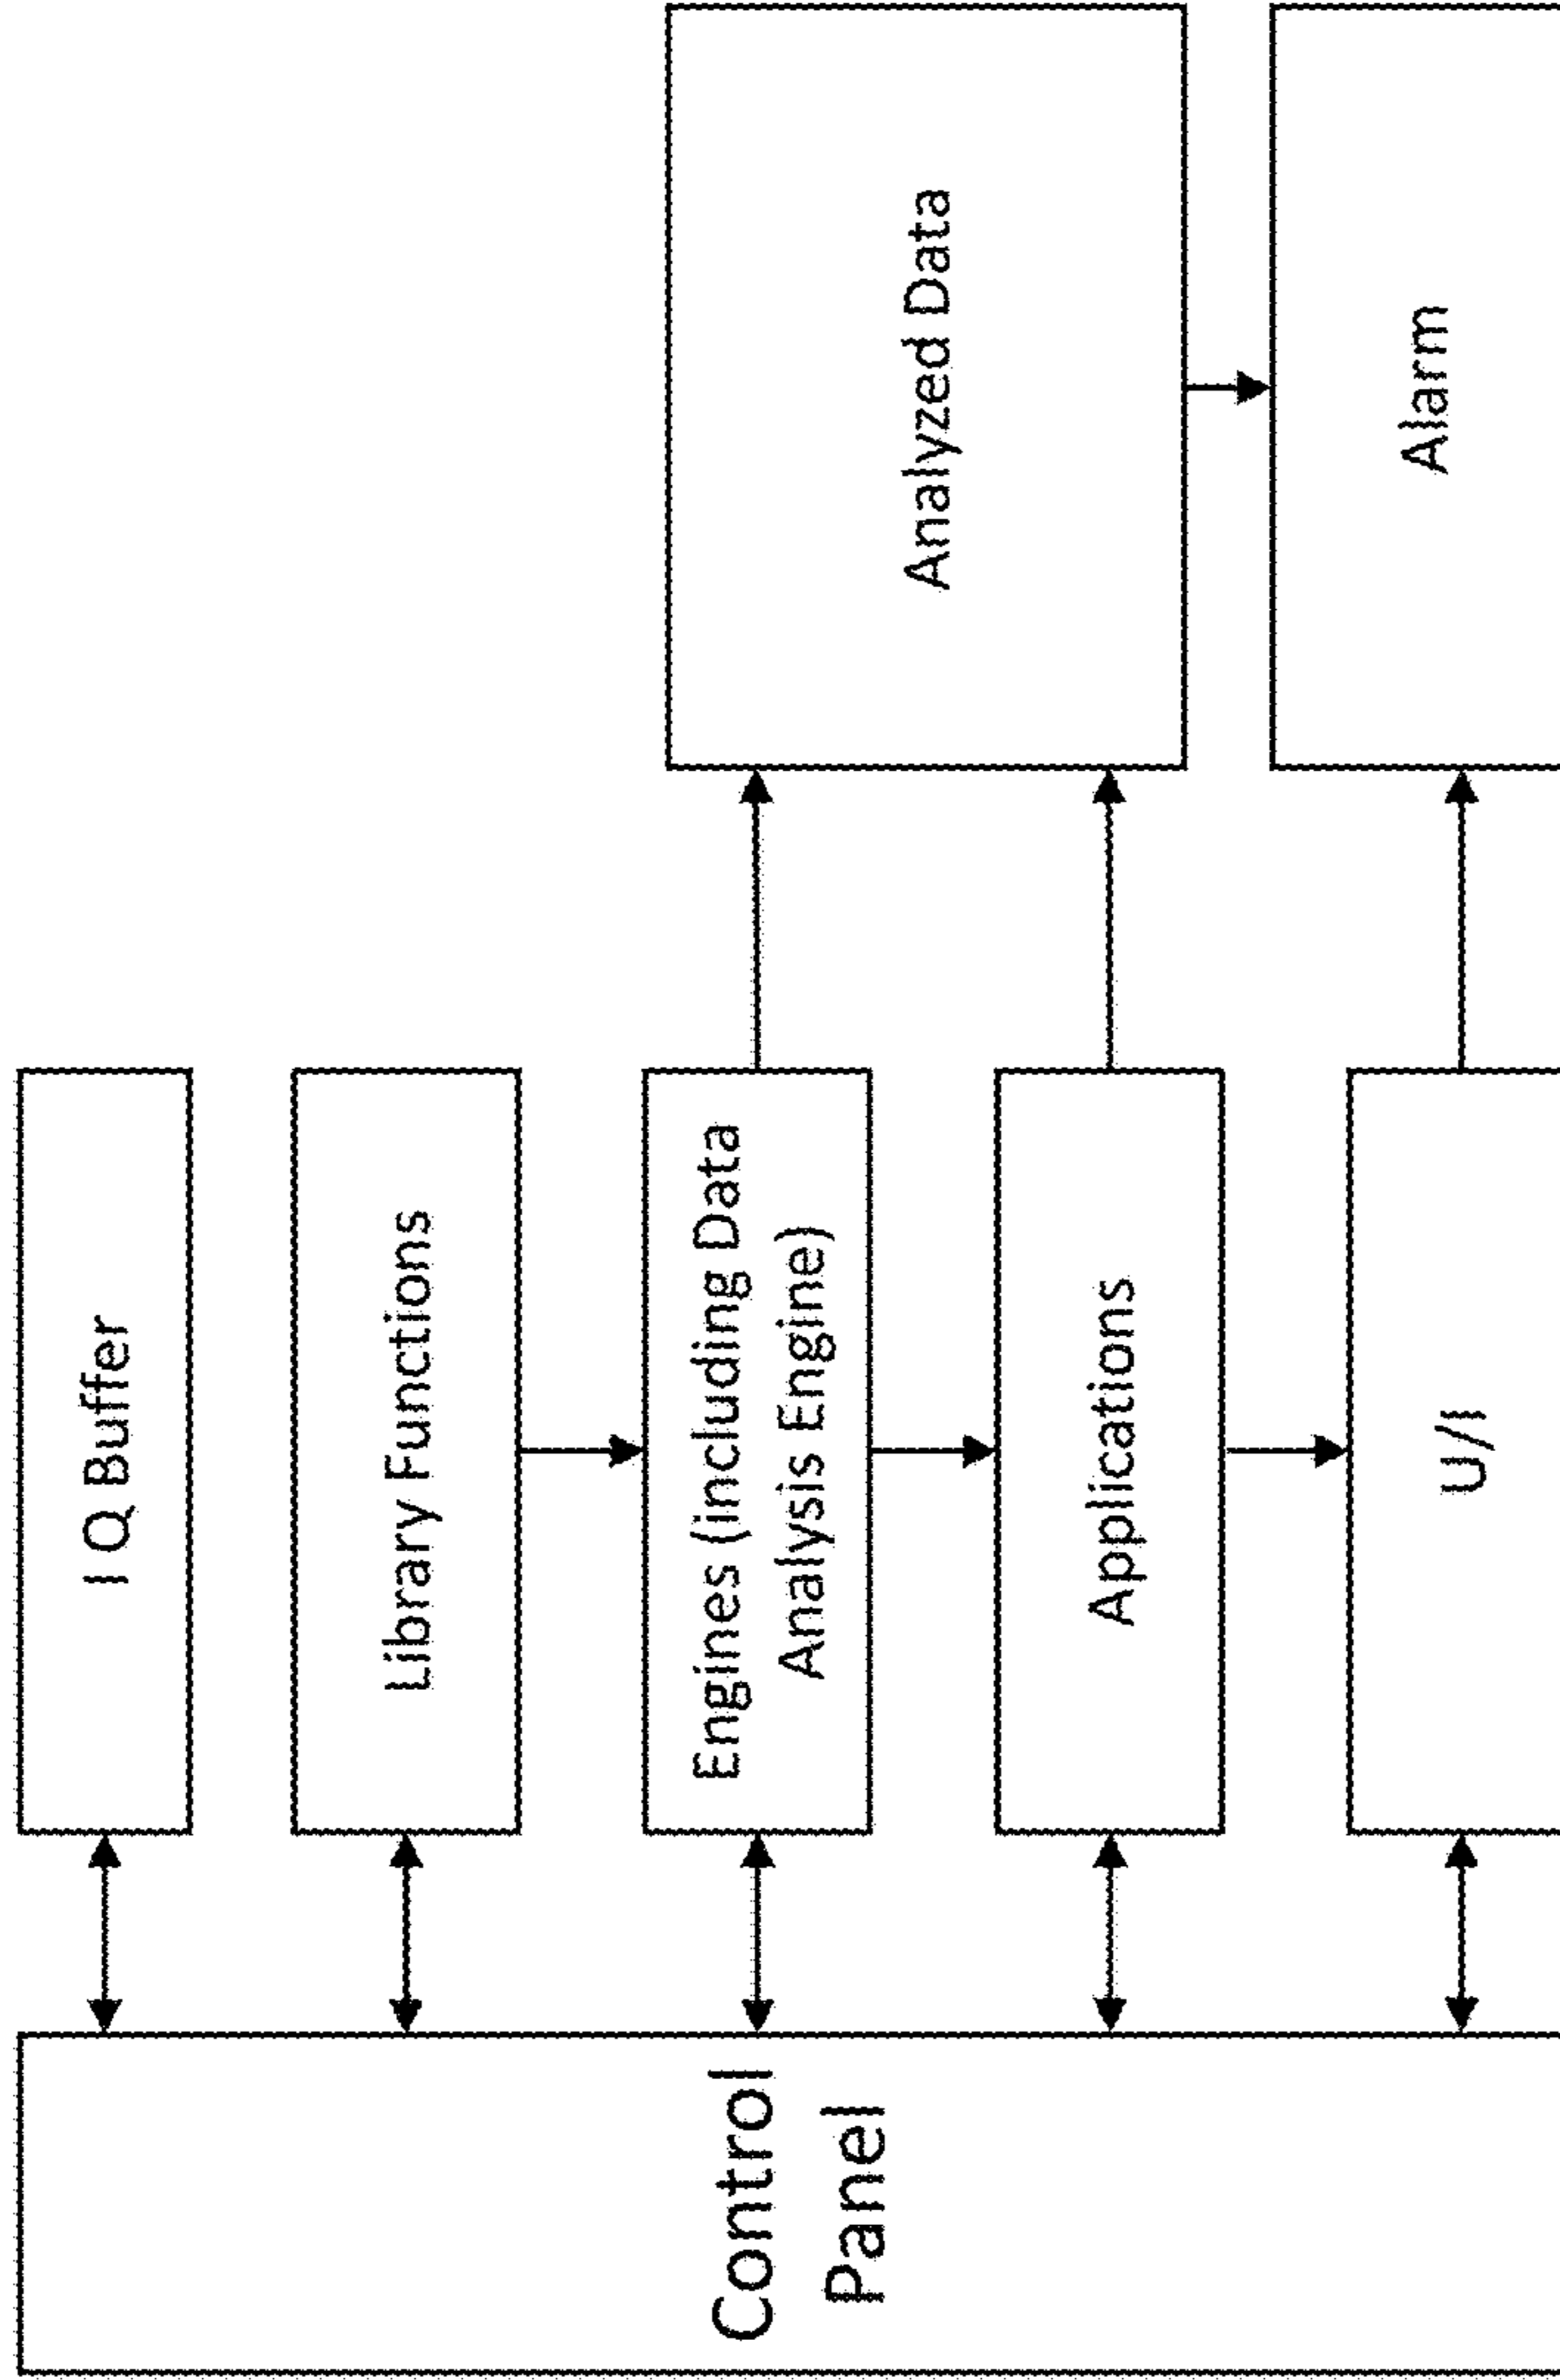 Control
Panel
I Q Buffer
Library Functions
Engines (including Data
Analysis Engine)
Applications
U/I
Analyzed Data
Alarm